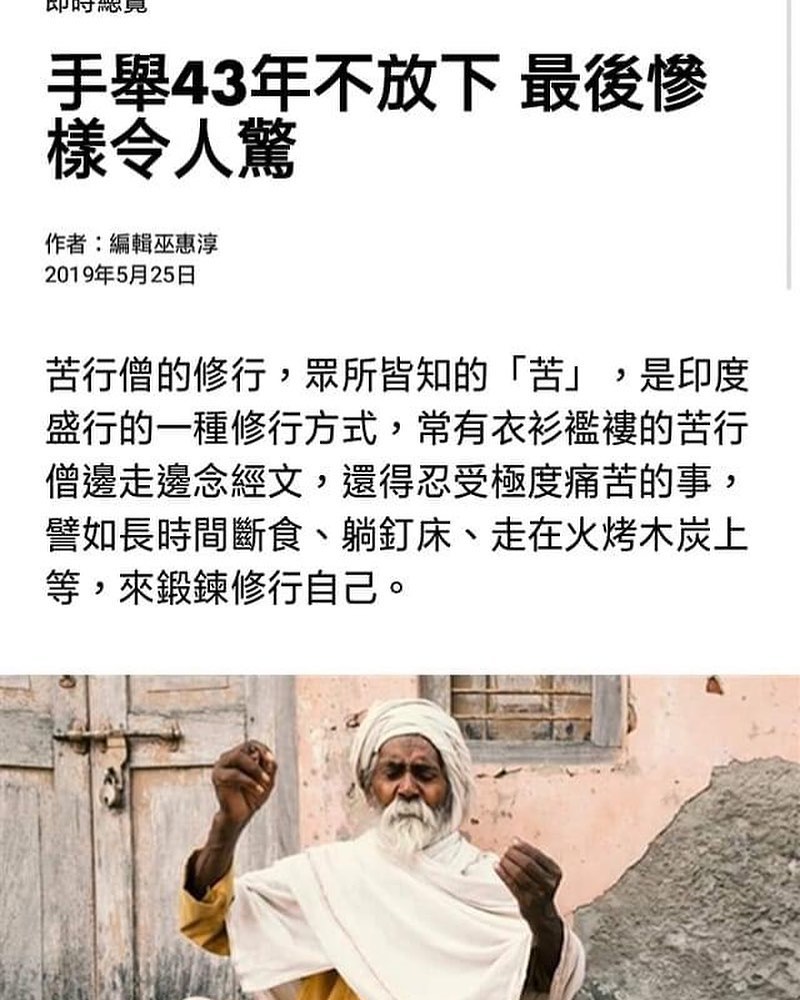 即時總覽
手舉43年不放下 最後慘
樣令人驚
作者：編輯巫惠淳
2019年5月25日
苦行僧的修行，眾所皆知的「苦」，是印度
盛行的一種修行方式，常有衣衫襤褸的苦行
僧邊走邊念經文，還得忍受極度痛苦的事，
譬如長時間斷食、躺釘床、走在火烤木炭上
等，來鍛鍊修行自己。